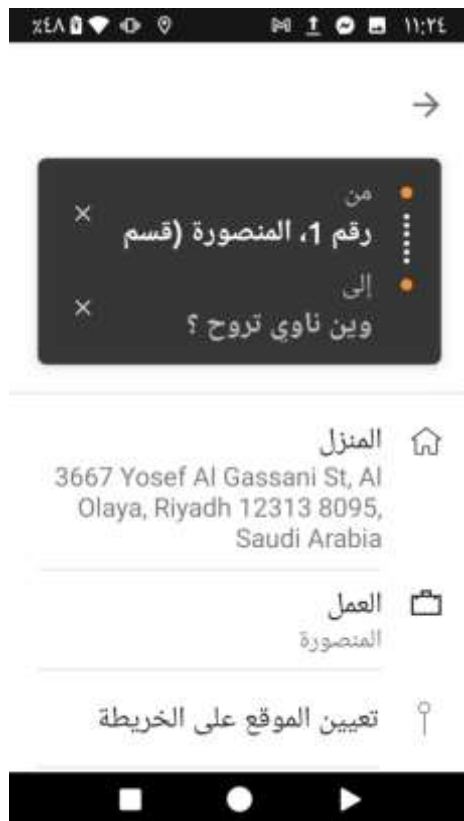 ١١:٢٤ ٪٤٨
من
رقم 1، المنصورة (قسم
إلى
وين ناوي تروح ؟
المنزل
3667 Yosef Al Gassani St, Al
Olaya, Riyadh 12313 8095,
Saudi Arabia
العمل
المنصورة
تعيين الموقع على الخريطة